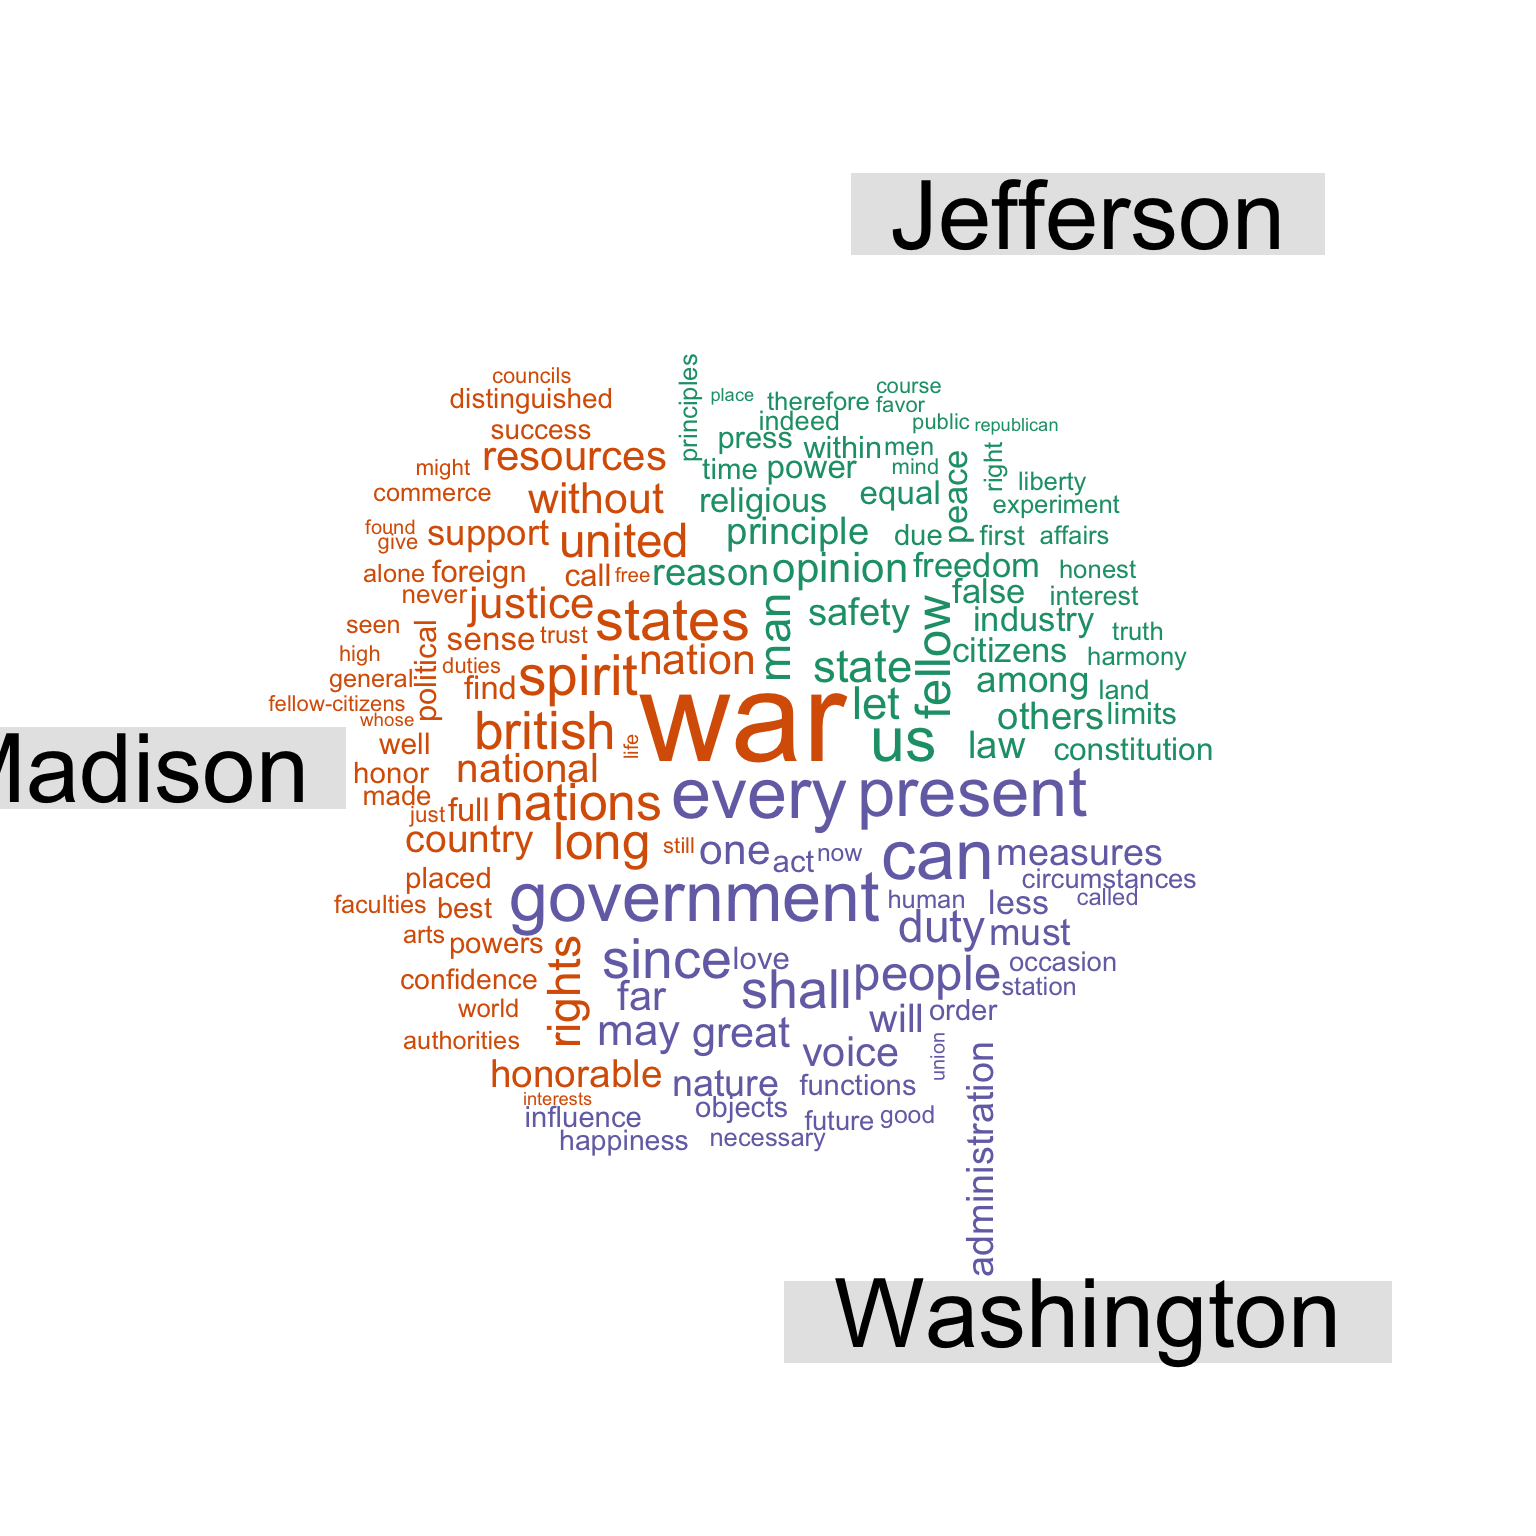 Jefferson
councils
distinguished
success
resources
might
commerce
without
found
give
support
united
alone
foreign
call
free
never
justice
states
seen
political
sense
trust
high
duties
nation
general
find
spirit
fellow-citizens
whose
war
british
life
well
national
honor
made
just
full
nations
country
long
still
placed
faculties
best
arts
powers
rights
confidence
world
authorities
honorable
interests
principles
place
therefore
course
favor
indeed
public
republican
press
within
men
time
power
mind
peace
right
liberty
religious
equal
experiment
principle
due
first
affairs
reason
opinion
freedom
honest
false
interest
man
safety
fellow
industry
truth
citizens
harmony
state
among
land
let
others
limits
us
law
constitution
Madison
every
present
one
act
now
can
measures
circumstances
government
human
less
called
duty
must
since
love
people
occasion
far
shall
station
may
great
will
order
voice
union
nature
functions
administration
objects
influence
future
good
happiness
necessary
Washington